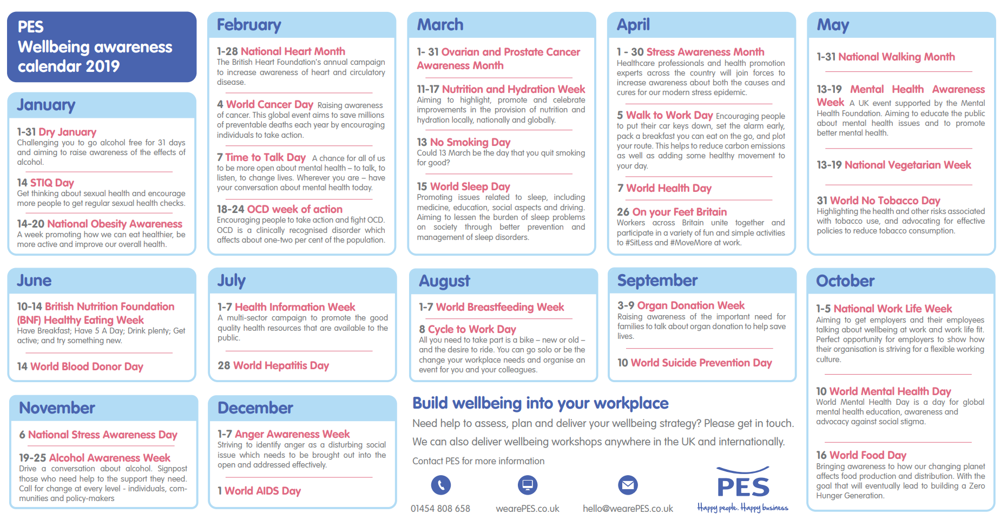 PES
Wellbeing awareness
calendar 2019
January
1-31 Dry January
Challenging you to go alcohol free for 31 days
and aiming to raise awareness of the effects of
alcohol.
14 STIQ Day
Get thinking about sexual health and encourage
more people to get regular sexual health checks.
14-20 National Obesity Awareness
A week promoting how we can eat healthier, be
more active and improve our overall health.
February
1-28 National Heart Month
The British Heart Foundation's annual campaign
to increase awareness of heart and circulatory
disease.
4 World Cancer Day Raising awareness
of cancer. This global event aims to save millions
of preventable deaths each year by encouraging
individuals to take action.
7 Time to Talk Day A chance for all of us
to be more open about mental health – to talk, to
listen, to change lives. Wherever you are – have
your conversation about mental health today.
18-24 OCD week of action
Encouraging people to take action and fight OCD.
OCD is a clinically recognised disorder which
affects about one-two per cent of the population.
March
1- 31 Ovarian and Prostate Cancer
Awareness Month
11-17 Nutrition and Hydration Week
Aiming to highlight, promote and celebrate
improvements in the provision of nutrition and
hydration locally, nationally and globally.
13 No Smoking Day
Could 13 March be the day that you quit smoking
for good?
15 World Sleep Day
Promoting issues related to sleep, including
medicine, education, social aspects and driving.
Aiming to lessen the burden of sleep problems
on society through better prevention and
management of sleep disorders.
April
1 - 30 Stress Awareness Month
Healthcare professionals and health promotion
experts across the country will join forces to
increase awareness about both the causes and
cures for our modern stress epidemic.
5 Walk to Work Day Encouraging people
to put their car keys down, set the alarm early,
pack a breakfast you can eat on the go, and plot
your route. This helps to reduce carbon emissions
as well as adding some healthy movement to
your day.
7 World Health Day
26 On your Feet Britain
Workers across Britain unite together and
participate in a variety of fun and simple activities
to #SitLess and #MoveMore at work.
May
1-31 National Walking Month
13-19 Mental Health Awareness
Week A UK event supported by the Mental
Health Foundation. Aiming to educate the public
about mental health issues and to promote
better mental health.
13-19 National Vegetarian Week
31 World No Tobacco Day
Highlighting the health and other risks associated
with tobacco use, and advocating for effective
policies to reduce tobacco consumption.
June
10-14 British Nutrition Foundation
(BNF) Healthy Eating Week
Have Breakfast; Have 5 A Day; Drink plenty; Get
active; and try something new.
14 World Blood Donor Day
July
1-7 Health Information Week
A multi-sector campaign to promote the good
quality health resources that are available to the
public.
28 World Hepatitis Day
August
1-7 World Breastfeeding Week
8 Cycle to Work Day
All you need to take part is a bike – new or old –
and the desire to ride. You can go solo or be the
change your workplace needs and organise an
event for you and your colleagues.
September
3-9 Organ Donation Week
Raising awareness of the important need for
families to talk about organ donation to help save
lives.
10 World Suicide Prevention Day
October
1-5 National Work Life Week
Aiming to get employers and their employees
talking about wellbeing at work and work life fit.
Perfect opportunity for employers to show how
their organisation is striving for a flexible working
culture.
10 World Mental Health Day
World Mental Health Day is a day for global
mental health education, awareness and
advocacy against social stigma.
16 World Food Day
Bringing awareness to how our changing planet
affects food production and distribution. With the
goal that will eventually lead to building a Zero
Hunger Generation.
November
6 National Stress Awareness Day
19-25 Alcohol Awareness Week
Drive a conversation about alcohol. Signpost
those who need help to the support they need.
Call for change at every level - individuals, com-
munities and policy-makers
December
1-7 Anger Awareness Week
Striving to identify anger as a disturbing social
issue which needs to be brought out into the
open and addressed effectively.
1 World AIDS Day
Build wellbeing into your workplace
Need help to assess, plan and deliver your wellbeing strategy? Please get in touch.
We can also deliver wellbeing workshops anywhere in the UK and internationally.
Contact PES for more information
01454 808 658
wearePES.co.uk
hello@wearePES.co.uk
PES
Happy people. Happy business